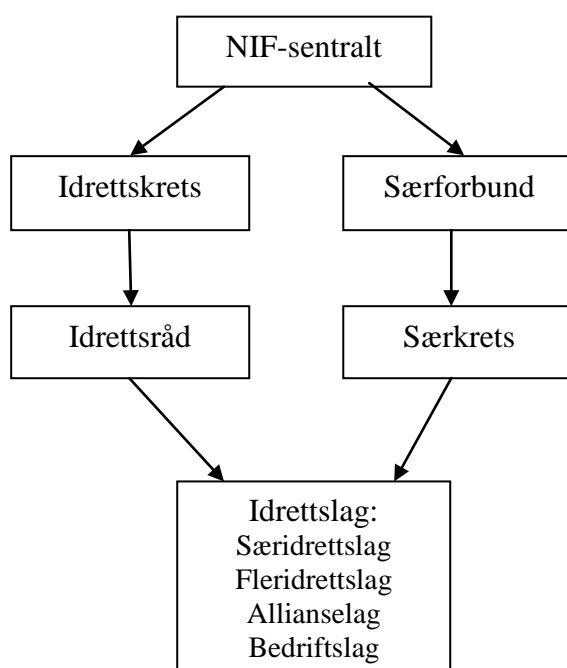 NIF-sentralt
Idrettskrets
Særforbund
Idrettsråd
Særkrets
Idrettslag:
Særidrettslag
Fleridrettslag
Allianselag
Bedriftslag